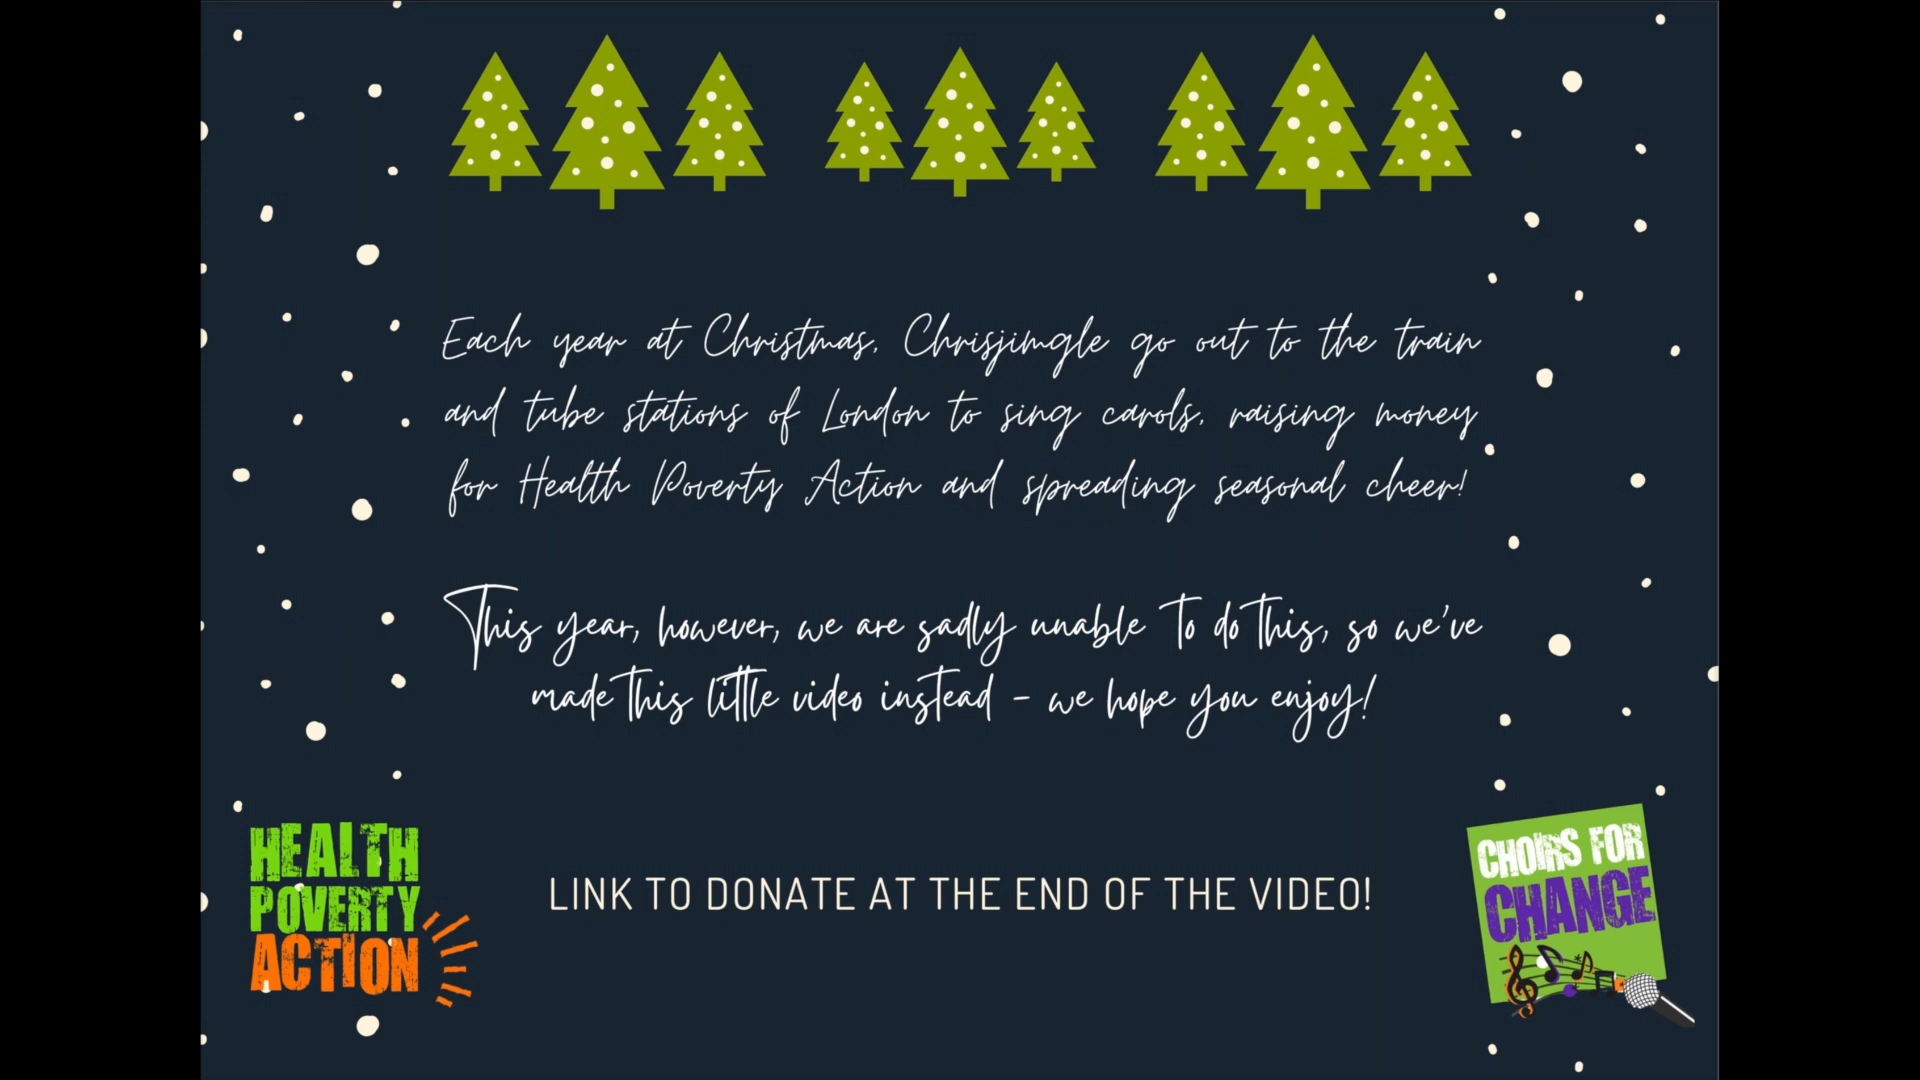 Each year at Christmas, Chrisjimgle go out to the train
and tube stations of London to sing carols, raising money
for Health Poverty Action and spreading seasonal cheer!
This year, however, we are sadly unable to do this, so we've
made this little video instead - we hope you enjoy!
HEALTH
POVERTY
ACTION
LINK TO DONATE AT THE END OF THE VIDEO!
CHOIRS FOR
CHANGE